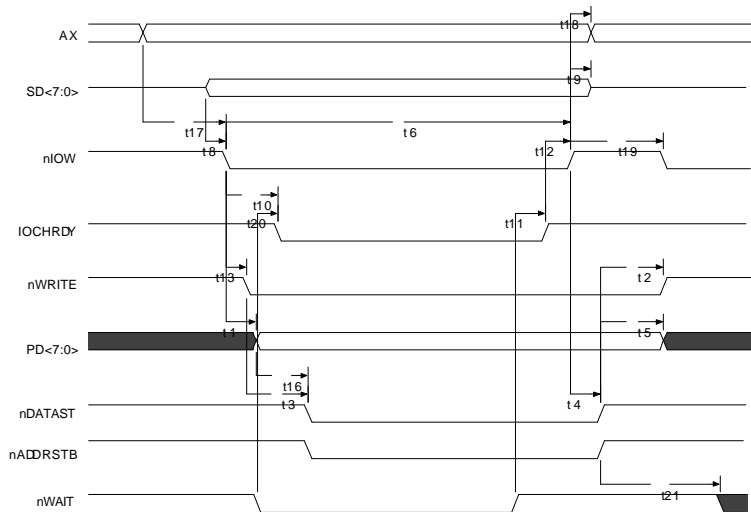 t18
AX
t9
SD<7:0>
t17
t6
t8
t12
t19
nIOW
t10
IOCHRDY
t20
t11
t13
t2
nWRITE
t1
t5
PD<7:0>
t16
t3
t4
nDATAST
nADDRSTB
t21
nWAIT